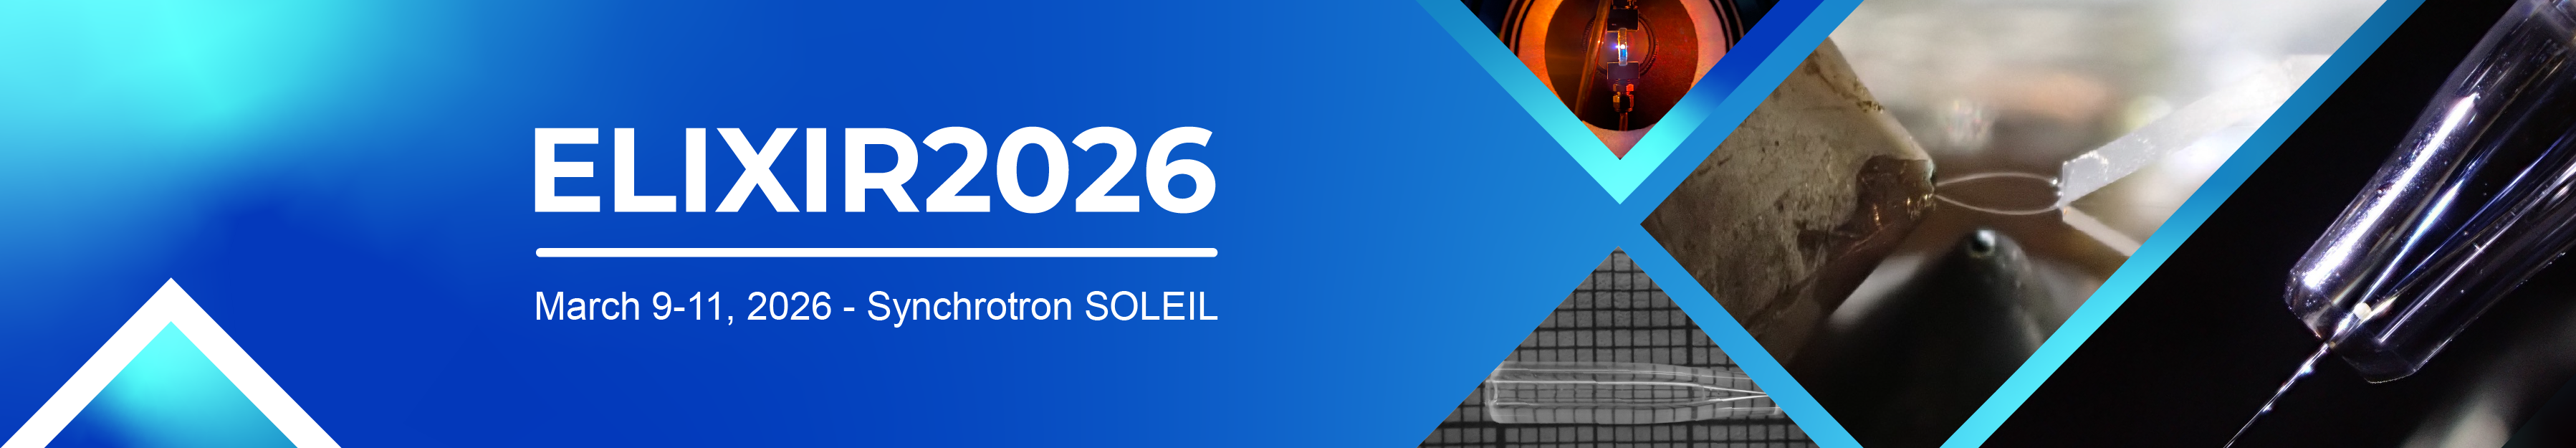 ELIXIR2026
March 9-11, 2026 - Synchrotron SOLEIL